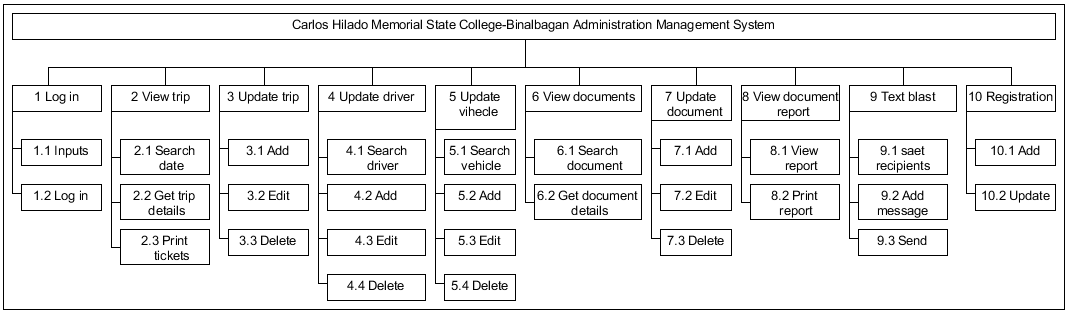 Carlos Hilado Memorial State College-Binalbagan Administration Management System
1 Log in
1.1 Inputs
1.2 Log in
2 View trip
2.1 Search
date
2.2 Get trip
details
2.3 Print
tickets
3 Update trip
3.1 Add
3.2 Edit
3.3 Delete
4 Update driver
4.1 Search
driver
4.2 Add
4.3 Edit
4.4 Delete
5 Update
vihecle
5.1 Search
vehicle
5.2 Add
5.3 Edit
5.4 Delete
6 View documents
6.1 Search
document
6.2 Get document
details
7 Update
document
7.1 Add
7.2 Edit
7.3 Delete
8 View document
report
8.1 View
report
8.2 Print
report
9 Text blast
9.1 saet
recipients
9.2 Add
message
9.3 Send
10 Registration
10.1 Add
10.2 Update